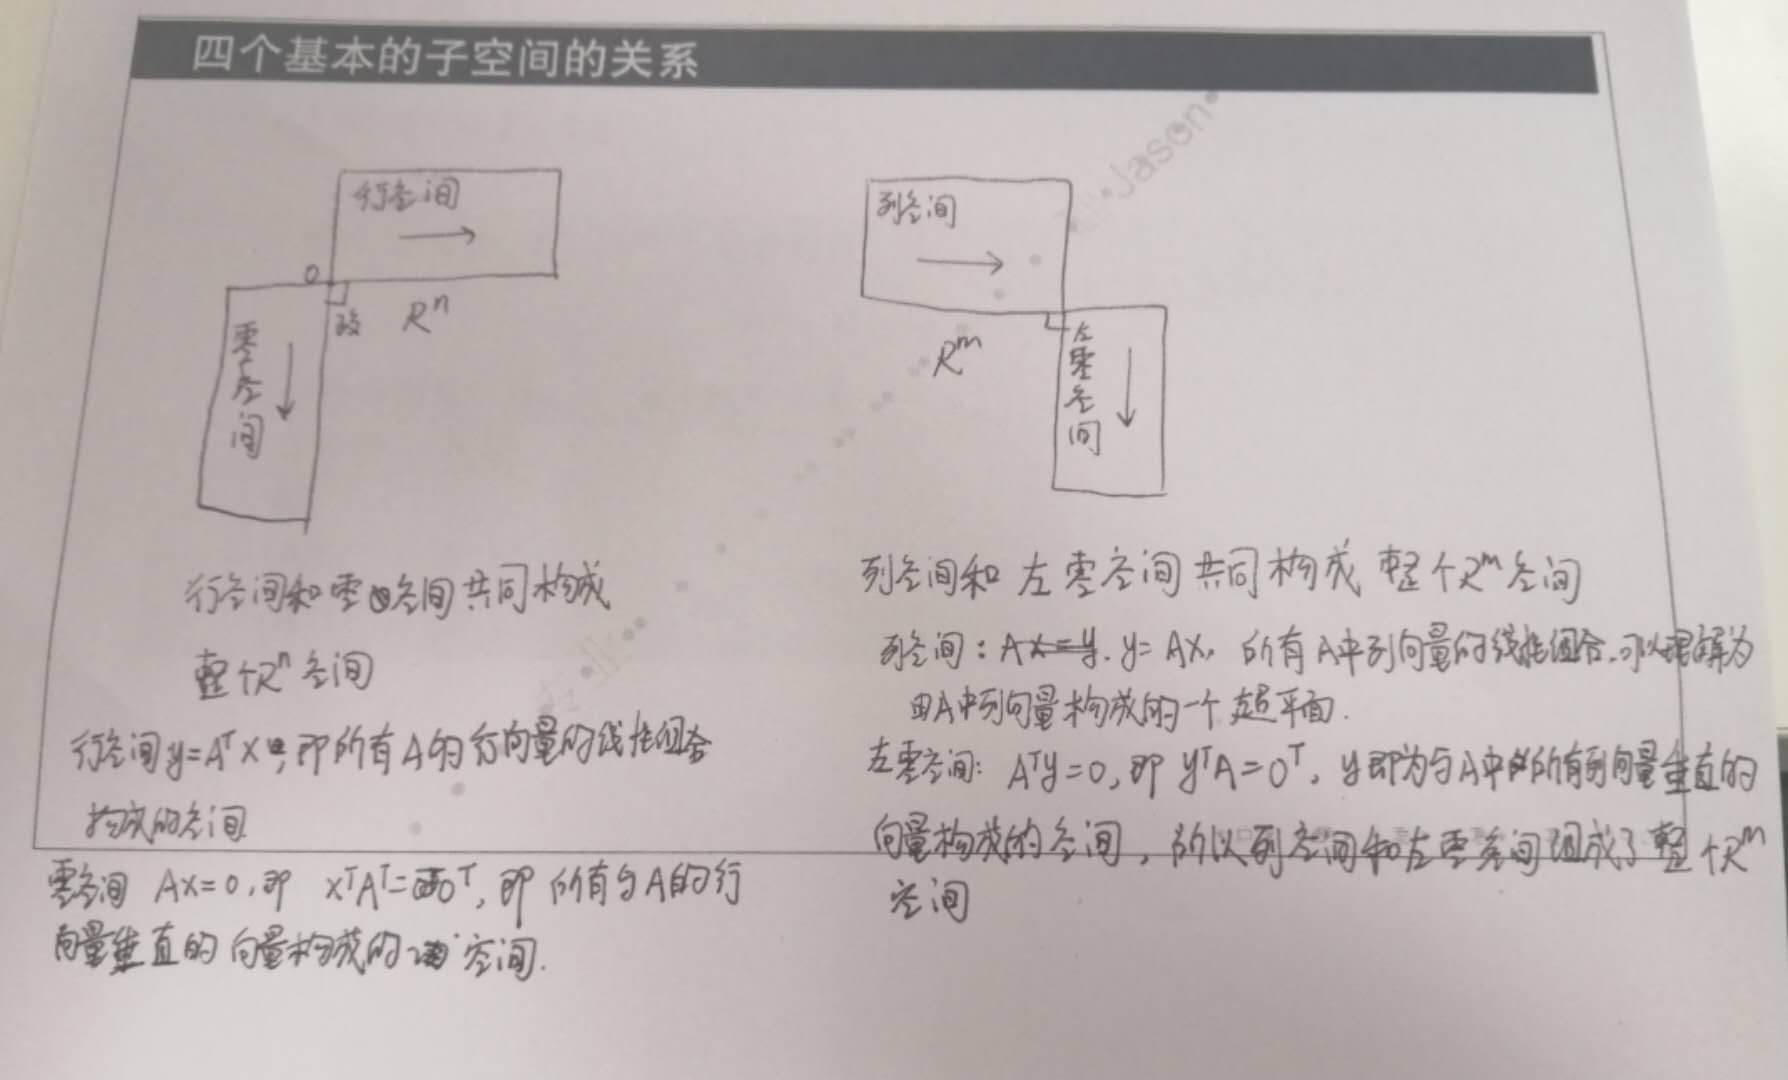 四个基本的子空间的关系
行空间
0
R^n
零空间
行空间和零空间共同构成
整个R^n空间
行空间y=A^Tx,即所有A的行向量的线性组合
构成的空间
零空间 Ax=0,即 x^TA^T=0^T,即所有与A的行
向量垂直的向量构成的空间.
列空间
R^m
左零空间
列空间和左零空间共同构成整个R^m空间
列空间:Ax=y. y=Ax, 所有A中列向量的线性组合.可以理解为
由A中列向量构成的一个超平面.
左零空间:A^Ty=0,即y^TA=0^T, y即为与A中所有列向量垂直的
向量构成的空间,所以列空间和左零空间组成了整个R^m
空间
Jason